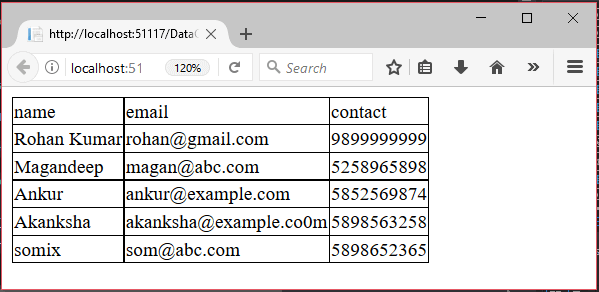 http://localhost:51117/Data
localhost:51 120% Search
name email contact
Rohan Kumar rohan@gmail.com 9899999999
Magandeep magan@abc.com 5258965898
Ankur ankur@example.com 5852569874
Akanksha akanksha@example.co0m 5898563258
somix som@abc.com 5898652365